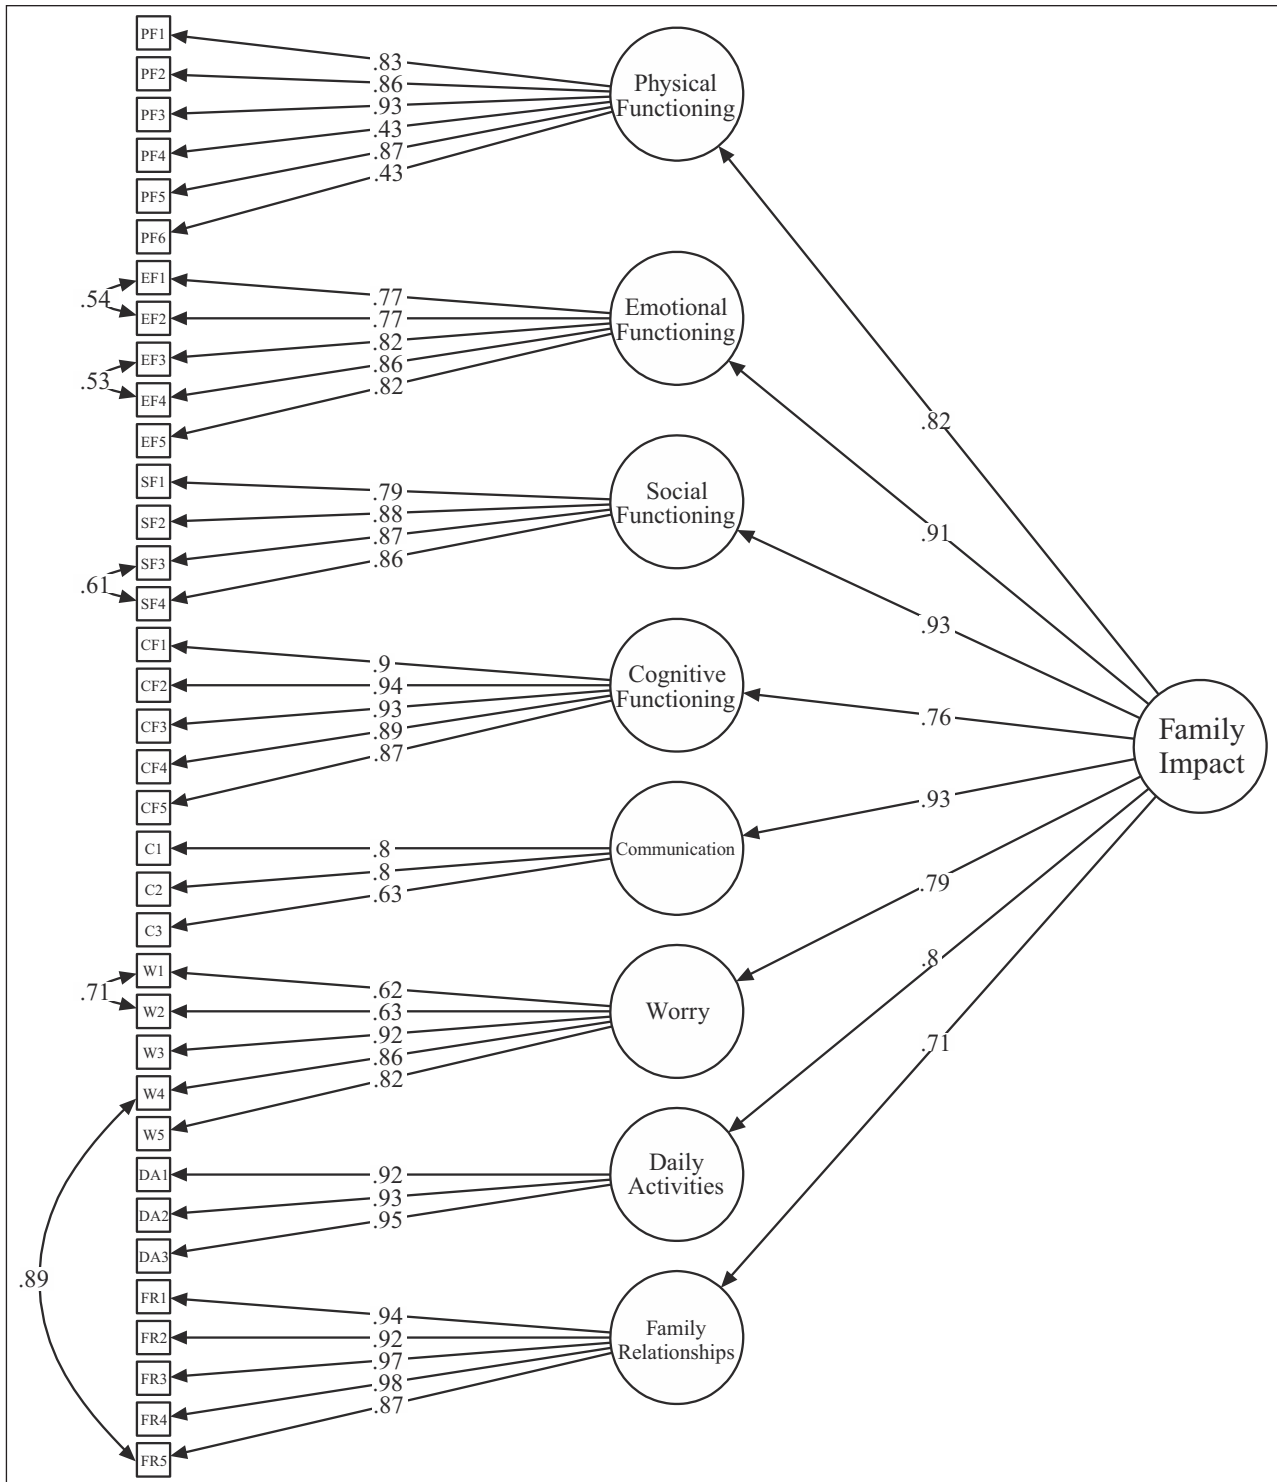 PF1
PF2
PF3
PF4
PF5
PF6
.83
.86
.93
.43
.87
.43
Physical
Functioning
EF1
EF2
EF3
EF4
EF5
.54
.53
.77
.77
.82
.86
.82
Emotional
Functioning
SF1
SF2
SF3
SF4
.61
.79
.88
.87
.86
Social
Functioning
CF1
CF2
CF3
CF4
CF5
.9
.94
.93
.89
.87
Cognitive
Functioning
C1
C2
C3
.8
.8
.63
Communication
W1
W2
W3
W4
W5
.71
.62
.63
.92
.86
.82
Worry
DA1
DA2
DA3
.92
.93
.95
Daily
Activities
FR1
FR2
FR3
FR4
FR5
.89
.94
.92
.97
.98
.87
Family
Relationships
.82
.91
.93
.76
.93
.79
.8
.71
Family
Impact